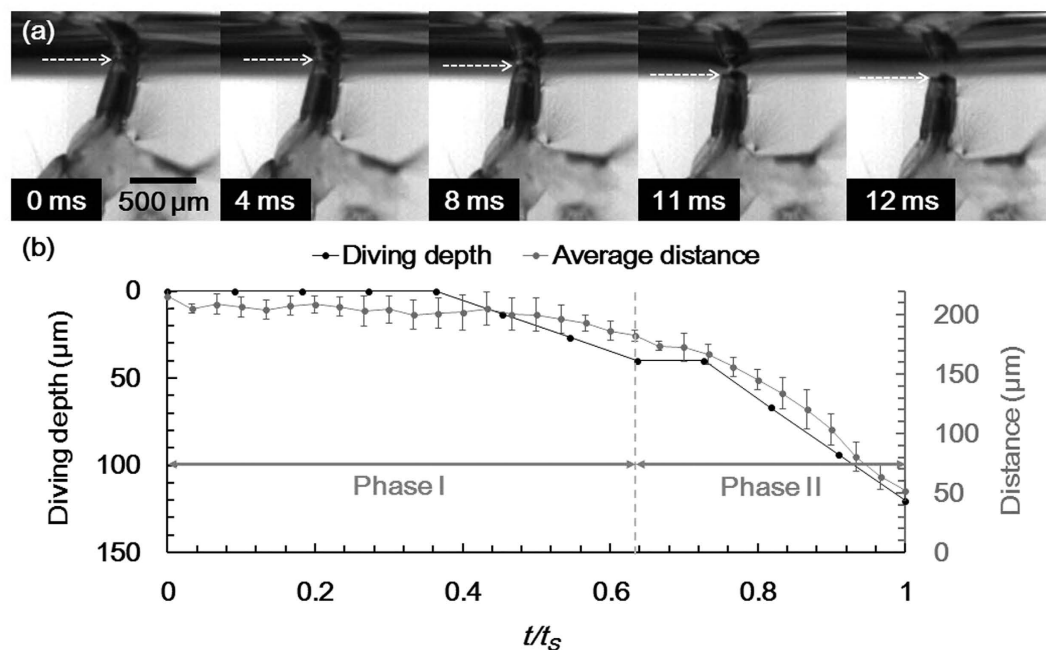 (a)
0 ms
500 µm
4 ms
8 ms
11 ms
12 ms
(b)
Diving depth
Average distance
Diving depth (µm)
0
50
100
150
Phase I
Phase II
200
150
100
50
0
Distance (µm)
0
0.2
0.4
0.6
0.8
1
t/ts